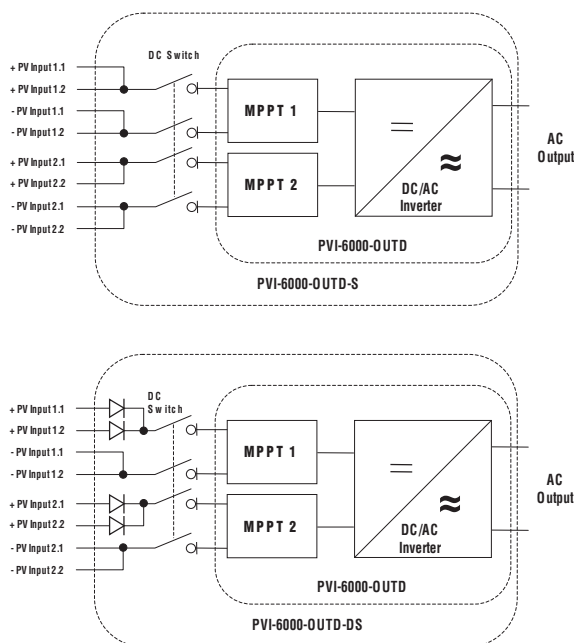 DC Switch
+ PV Input 1.1
+ PV Input 1.2
- PV Input 1.1
- PV Input 1.2
+ PV Input 2.1
+ PV Input 2.2
- PV Input 2.1
- PV Input 2.2
MPPT 1
MPPT 2
DC/AC
Inverter
AC
Output
PVI-6000-OUTD
PVI-6000-OUTD-S
DC
Switch
+ PV Input 1.1
+ PV Input 1.2
- PV Input 1.1
- PV Input 1.2
+ PV Input 2.1
+ PV Input 2.2
- PV Input 2.1
- PV Input 2.2
MPPT 1
MPPT 2
DC/AC
Inverter
AC
Output
PVI-6000-OUTD
PVI-6000-OUTD-DS